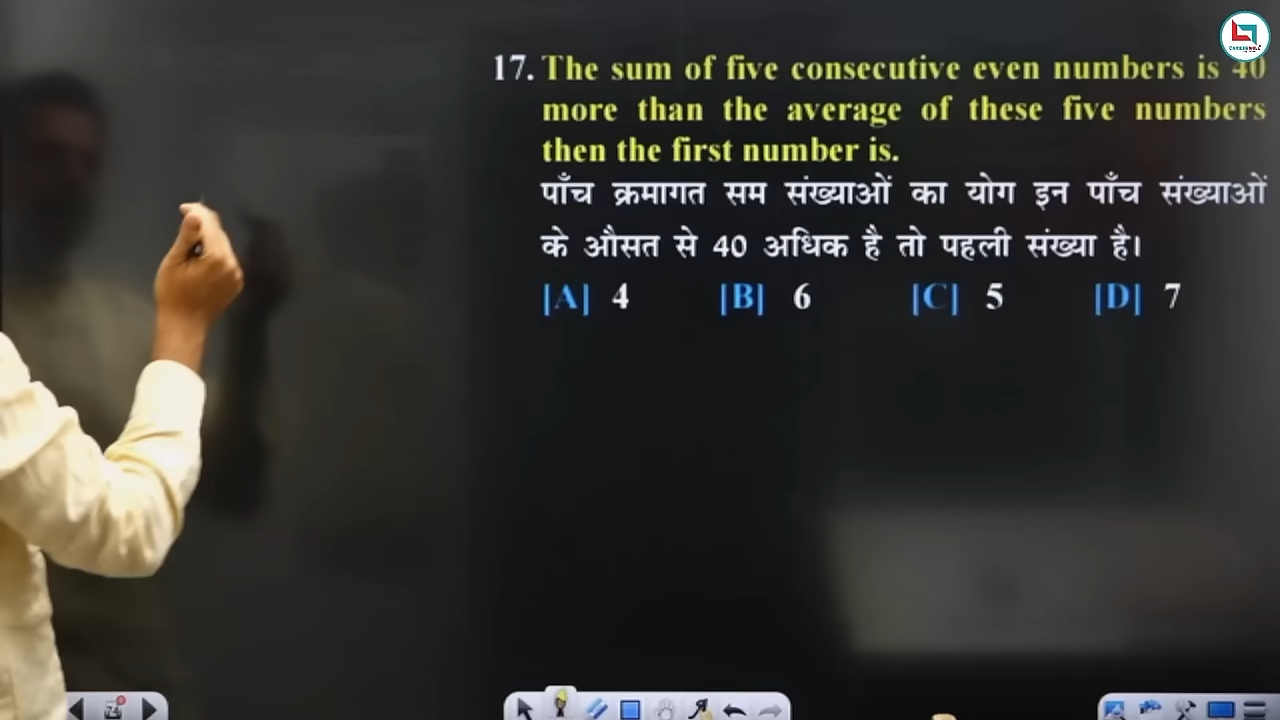 17. The sum of five consecutive even numbers is 40
more than the average of these five numbers
then the first number is.
पाँच क्रमागत सम संख्याओं का योग इन पाँच संख्याओं
के औसत से 40 अधिक है तो पहली संख्या है।
[A] 4 [B] 6 [C] 5 [D] 7